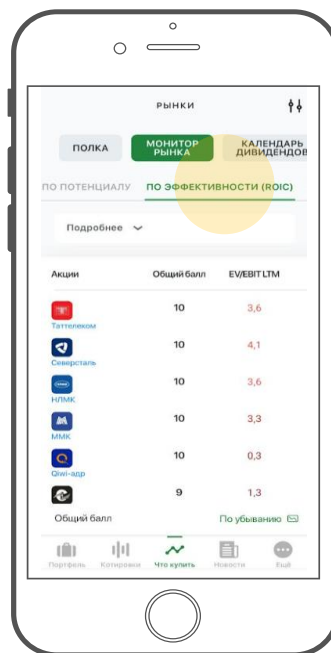 РЫНКИ
ПОЛКА
МОНИТОР
РЫНКА
КАЛЕНДАРЬ
ДИВИДЕНДОВ
ПО ПОТЕНЦИАЛУ ПО ЭФФЕКТИВНОСТИ (ROIC)
Подробнее
Акции Общий балл EV/EBIT LTM
Таттелеком 10 3,6
Северсталь 10 4,1
НЛМК 10 3,6
ММК 10 3,3
Qiwi-адр 10 0,3
9 1,3
Общий балл По убыванию
Портфель Котировки Что купить Новости Ещё